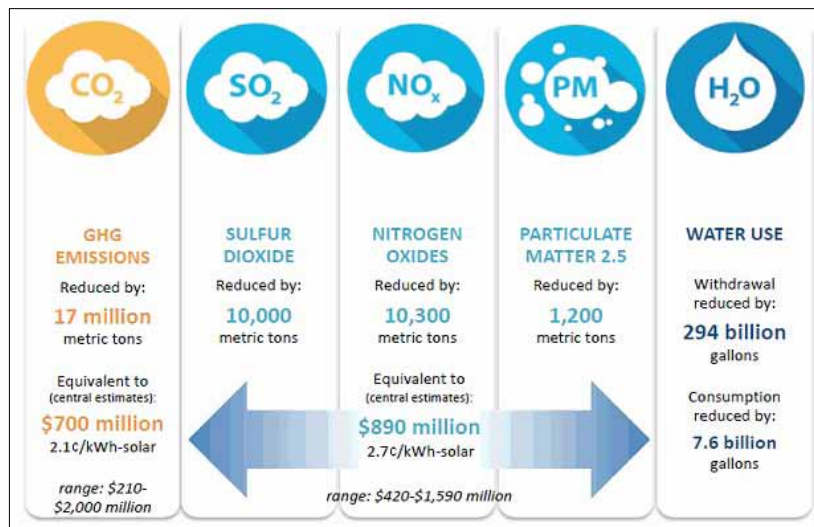 CO2
GHG
EMISSIONS
Reduced by:
17 million
metric tons
Equivalent to
(central estimates):
$700 million
2.1¢/kWh-solar
range: $210-
$2,000 million
SO2
SULFUR
DIOXIDE
Reduced by:
10,000
metric tons
NOx
NITROGEN
OXIDES
Reduced by:
10,300
metric tons
Equivalent to
(central estimates):
$890 million
2.7¢/kWh-solar
range: $420-$1,590 million
PM
PARTICULATE
MATTER 2.5
Reduced by:
1,200
metric tons
H2O
WATER USE
Withdrawal
reduced by:
294 billion
gallons
Consumption
reduced by:
7.6 billion
gallons